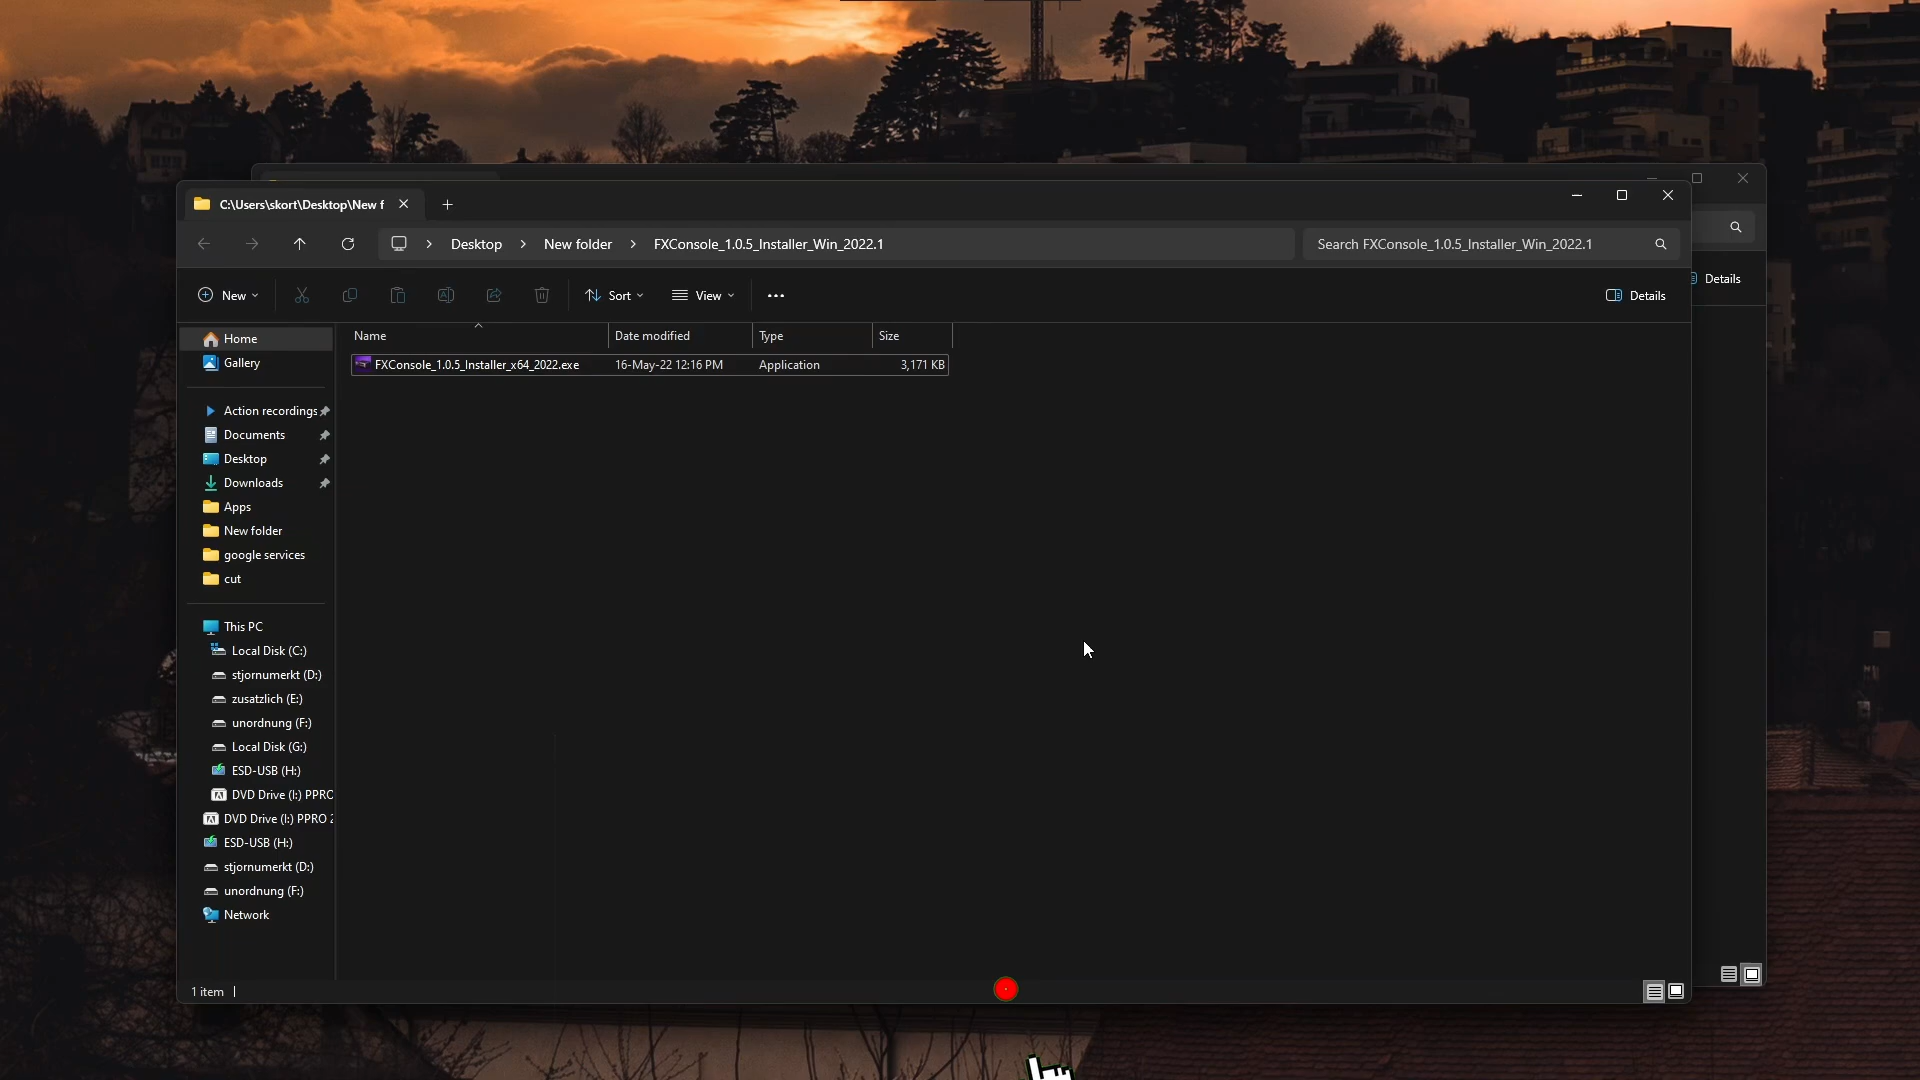 C:\Users\skort\Desktop\New f
Desktop
New folder
FXConsole_1.0.5_Installer_Win_2022.1
Search FXConsole_1.0.5_Installer_Win_2022.1
New
Sort
View
Details
Details
Home
Gallery
Action recordings
Documents
Desktop
Downloads
Apps
New folder
google services
cut
This PC
Local Disk (C:)
stjornumerkt (D:)
zusatzlich (E:)
unordnung (F:)
Local Disk (G:)
ESD-USB (H:)
DVD Drive (I:) PPRO
DVD Drive (I:) PPRO 2
ESD-USB (H:)
stjornumerkt (D:)
unordnung (F:)
Network
Name Date modified Type Size
FXConsole_1.0.5_Installer_x64_2022.exe 16-May-22 12:16 PM Application 3,171 KB
1 item